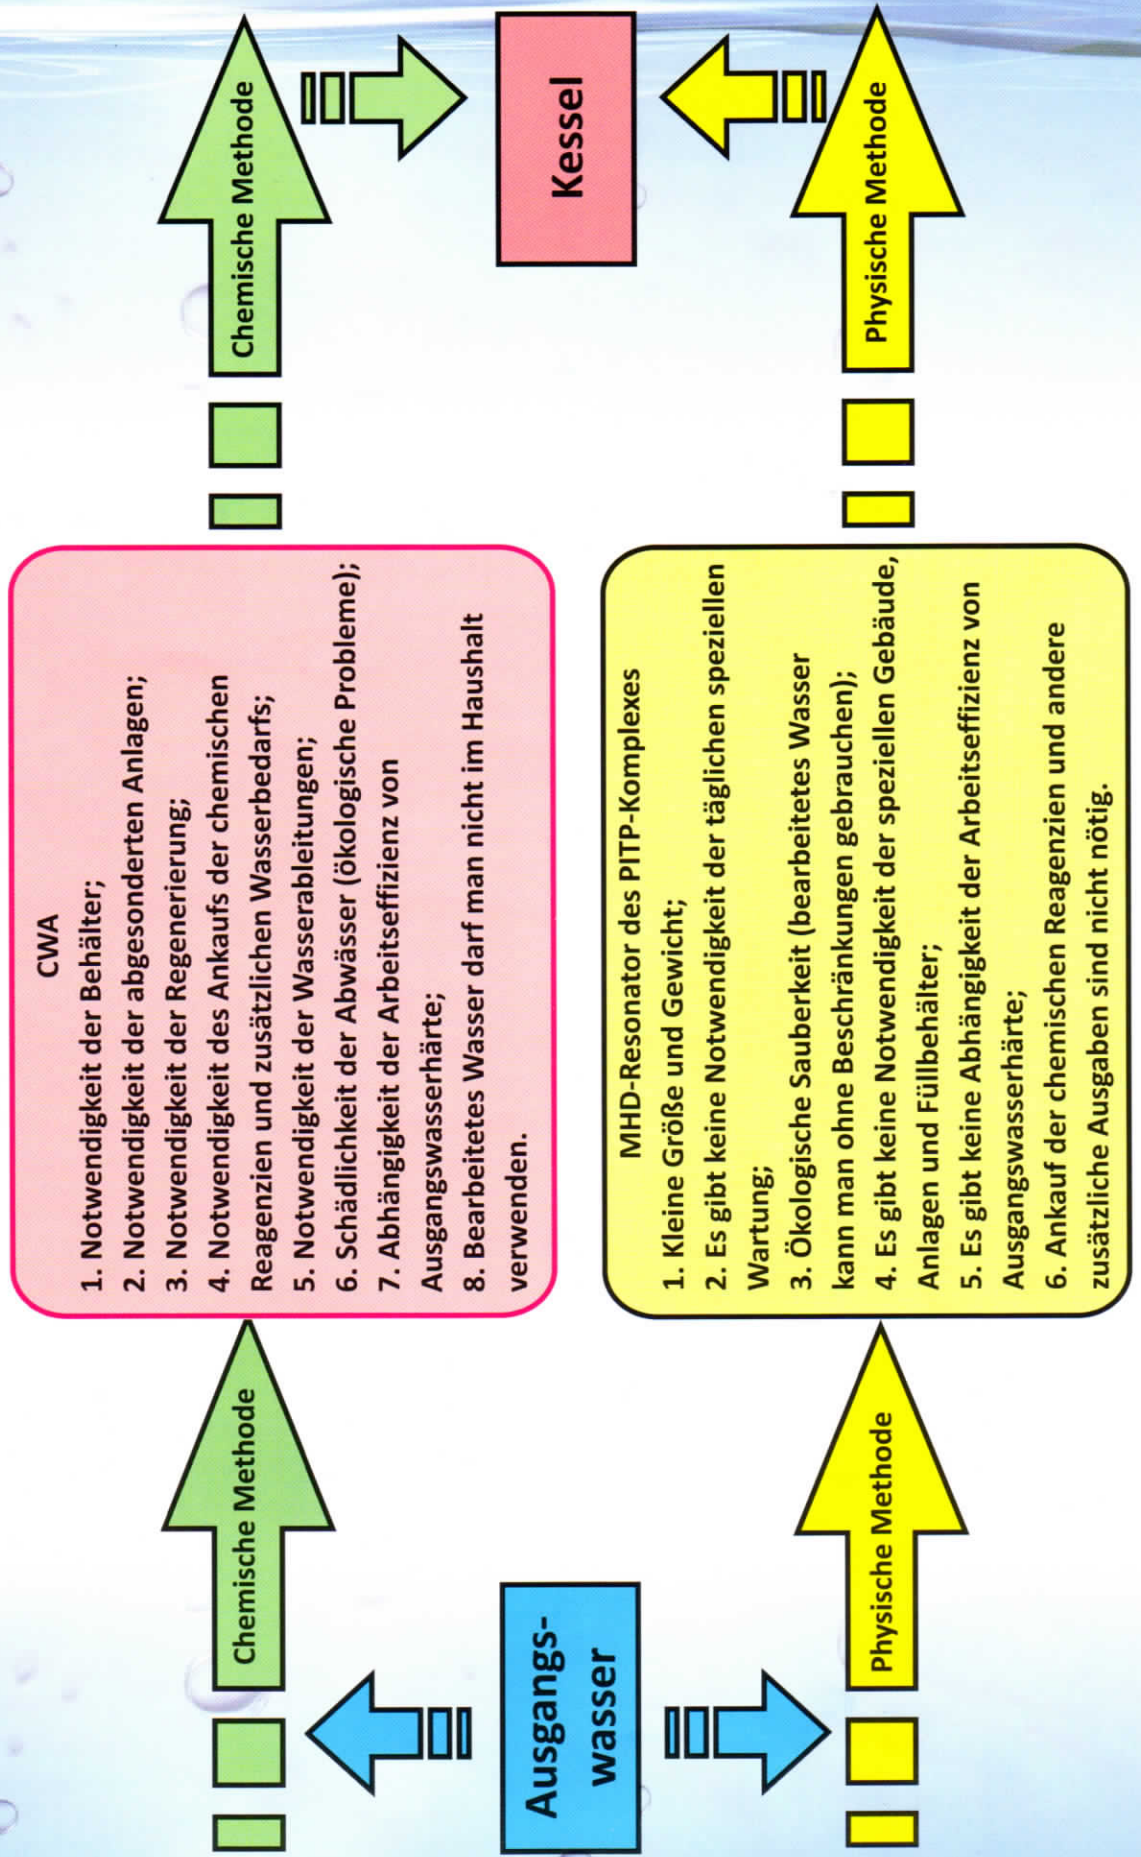 Chemische Methode
CWA
1. Notwendigkeit der Behälter;
2. Notwendigkeit der abgesonderten Anlagen;
3. Notwendigkeit der Regenerierung;
4. Notwendigkeit des Ankaufs der chemischen
Reagenzien und zusätzlichen Wasserbedarfs;
5. Notwendigkeit der Wasserableitungen;
6. Schädlichkeit der Abwässer (ökologische Probleme);
7. Abhängigkeit der Arbeitseffizienz von
Ausgangswasserhärte;
8. Bearbeitetes Wasser darf man nicht im Haushalt
verwenden.
Chemische Methode
Ausgangs-
wasser
Kessel
Physische Methode
MHD-Resonator des PITP-Komplexes
1. Kleine Größe und Gewicht;
2. Es gibt keine Notwendigkeit der täglichen speziellen
Wartung;
3. Ökologische Sauberkeit (bearbeitetes Wasser
kann man ohne Beschränkungen gebrauchen);
4. Es gibt keine Notwendigkeit der speziellen Gebäude,
Anlagen und Füllbehälter;
5. Es gibt keine Abhängigkeit der Arbeitseffizienz von
Ausgangswasserhärte;
6. Ankauf der chemischen Reagenzien und andere
zusätzliche Ausgaben sind nicht nötig.
Physische Methode